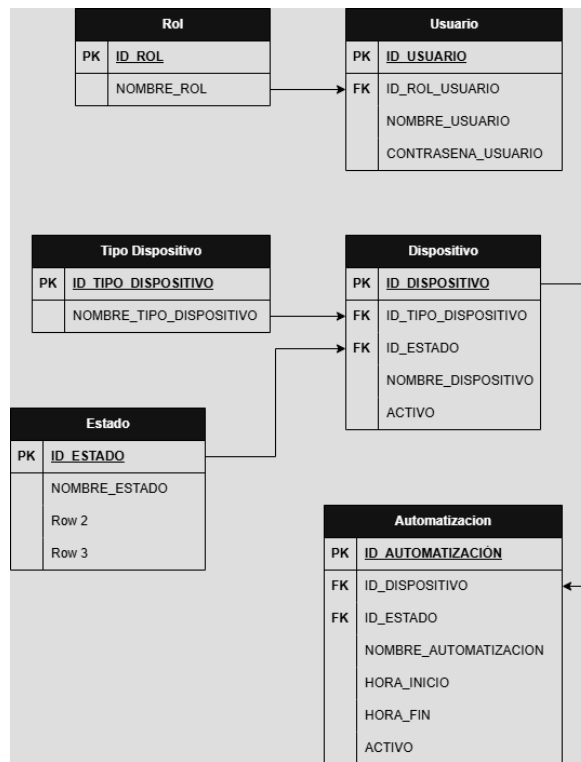 Rol
PK ID_ROL
NOMBRE_ROL
Usuario
PK ID_USUARIO
FK ID_ROL_USUARIO
NOMBRE_USUARIO
CONTRASENA_USUARIO
Tipo Dispositivo
PK ID_TIPO_DISPOSITIVO
NOMBRE_TIPO_DISPOSITIVO
Dispositivo
PK ID_DISPOSITIVO
FK ID_TIPO_DISPOSITIVO
FK ID_ESTADO
NOMBRE_DISPOSITIVO
ACTIVO
Estado
PK ID_ESTADO
NOMBRE_ESTADO
Row 2
Row 3
Automatizacion
PK ID_AUTOMATIZACIÓN
FK ID_DISPOSITIVO
FK ID_ESTADO
NOMBRE_AUTOMATIZACION
HORA_INICIO
HORA_FIN
ACTIVO